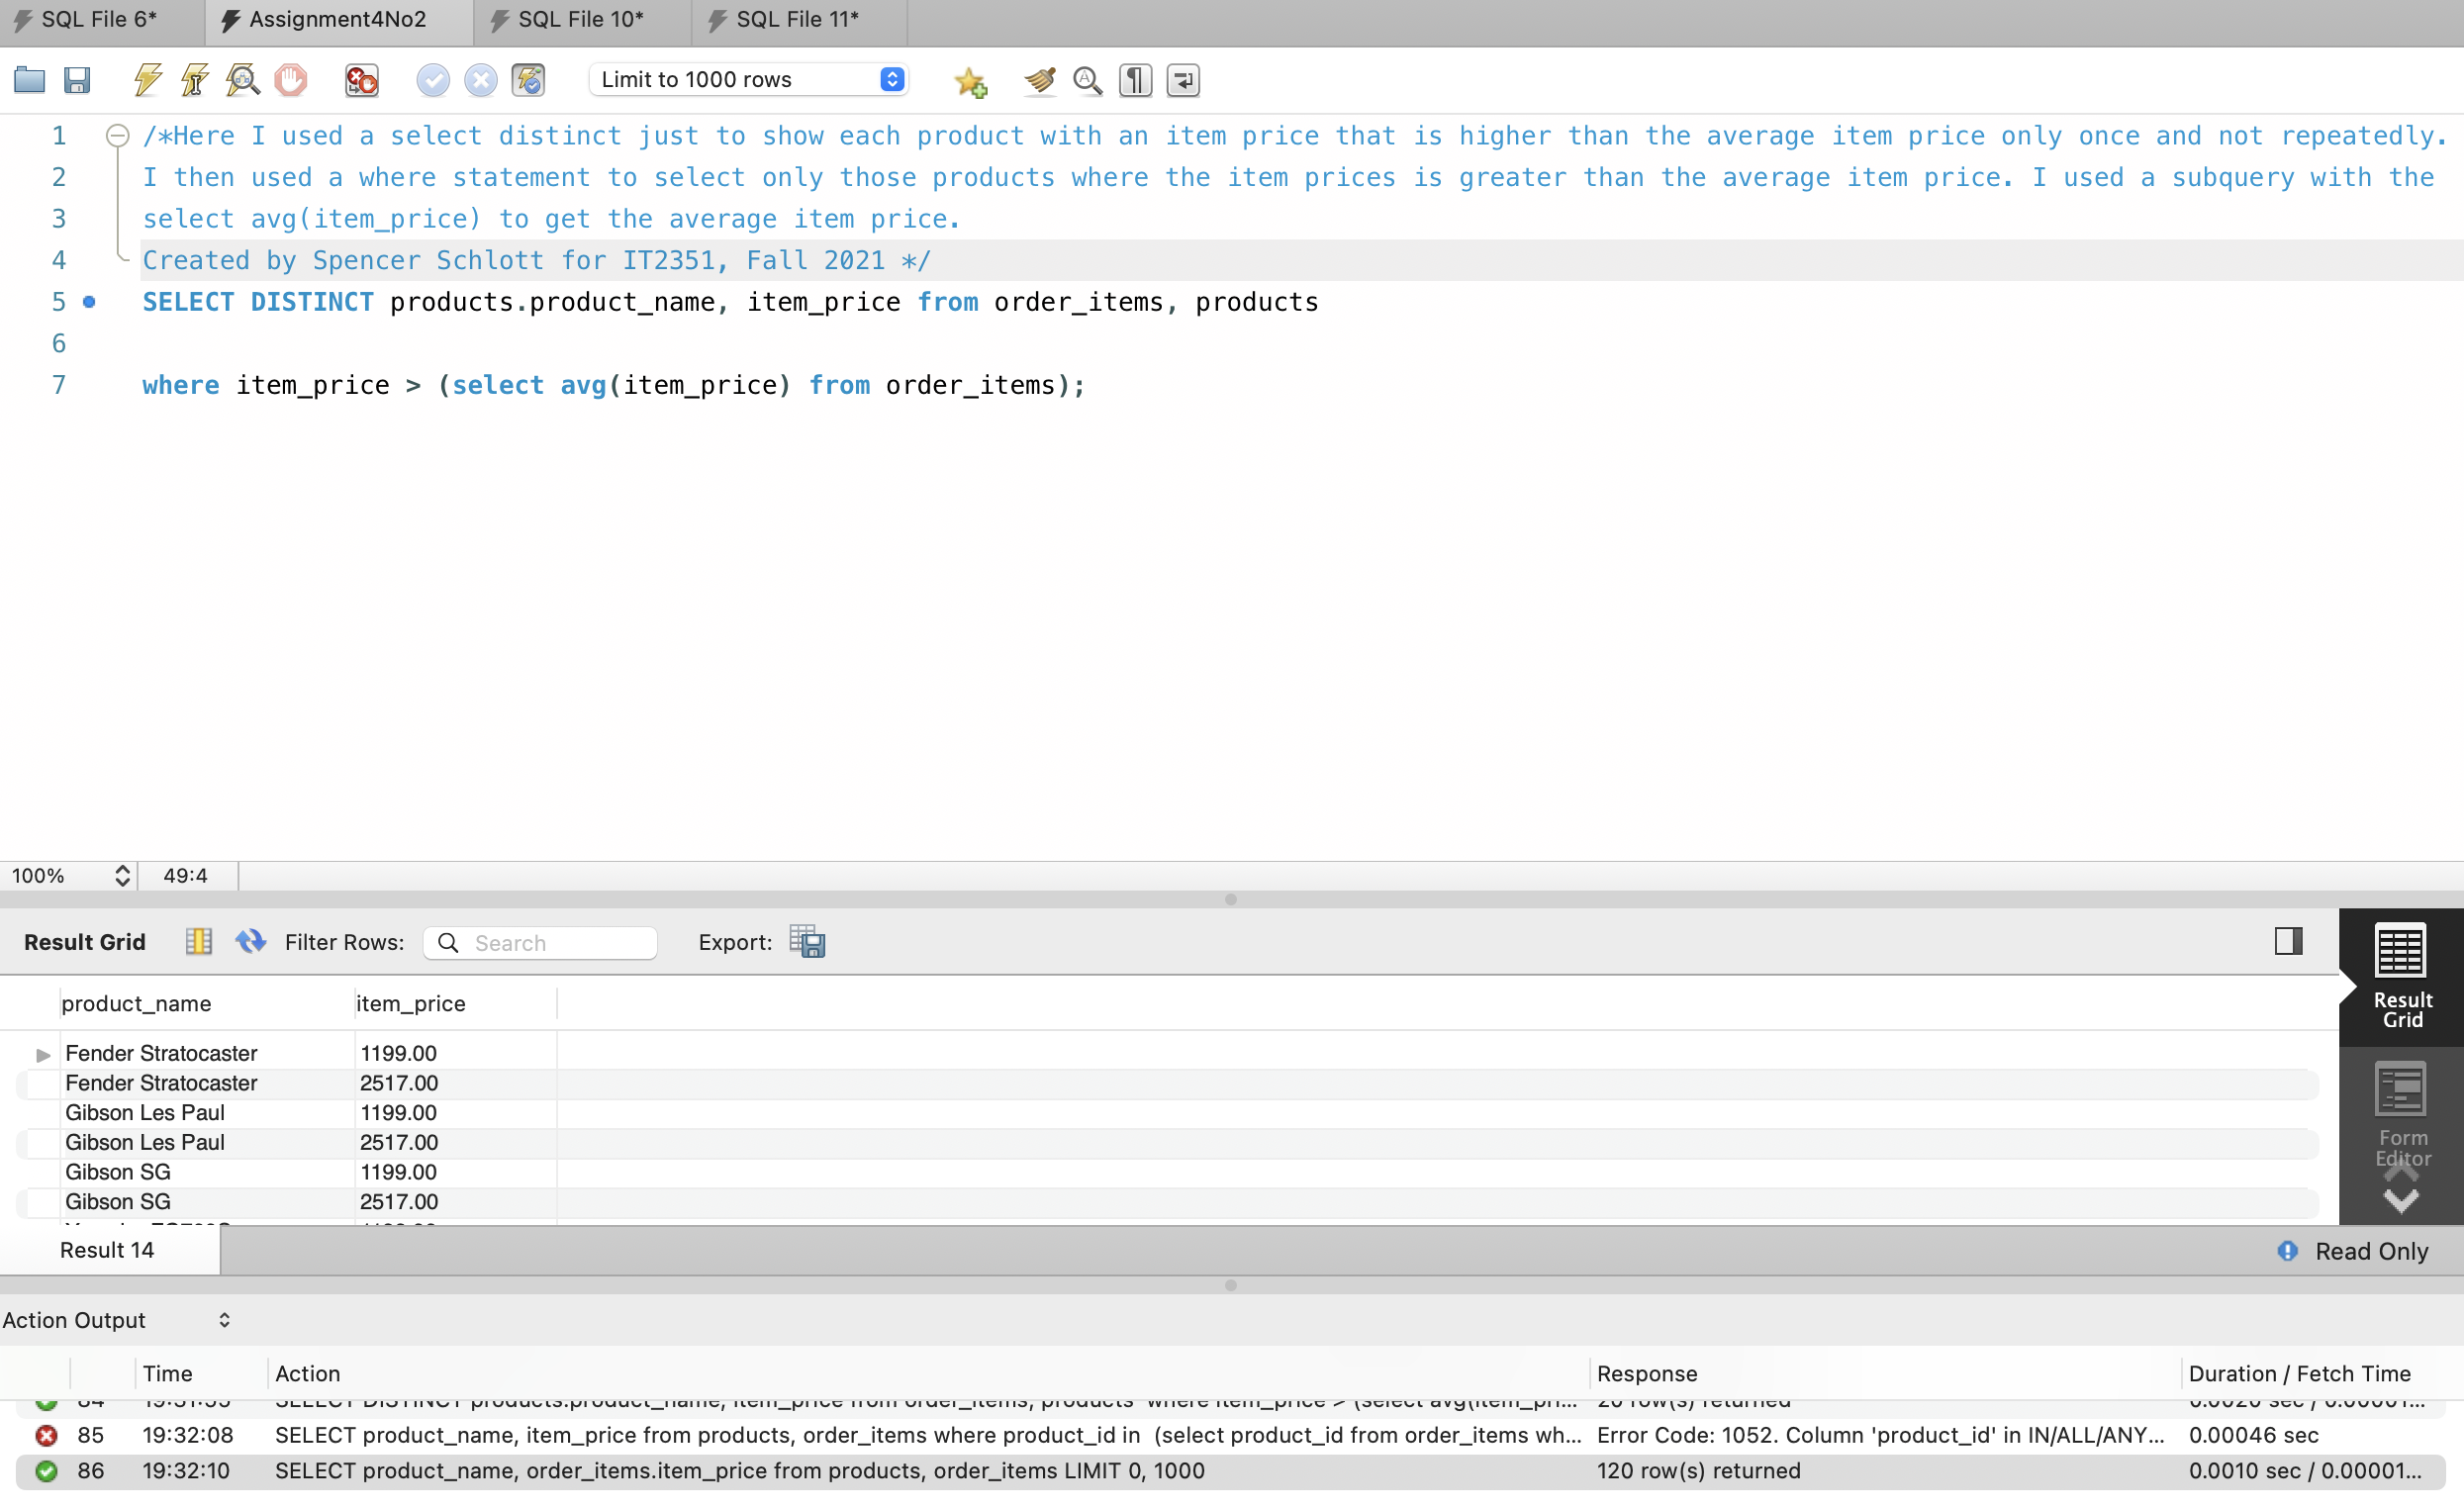 SQL File 6* Assignment4No2 SQL File 10* SQL File 11*
Limit to 1000 rows
1 /*Here I used a select distinct just to show each product with an item price that is higher than the average item price only once and not repeatedly.
2 I then used a where statement to select only those products where the item prices is greater than the average item price. I used a subquery with the
3 select avg(item_price) to get the average item price.
4 Created by Spencer Schlott for IT2351, Fall 2021 */
5 SELECT DISTINCT products.product_name, item_price from order_items, products
6
7 where item_price > (select avg(item_price) from order_items);
100% 49:4
Result Grid Filter Rows: Search Export:
product_name item_price
Fender Stratocaster 1199.00
Fender Stratocaster 2517.00
Gibson Les Paul 1199.00
Gibson Les Paul 2517.00
Gibson SG 1199.00
Gibson SG 2517.00
Result
Grid
Form
Editor
Result 14 Read Only
Action Output
Time Action Response Duration / Fetch Time
84 19:31:53 SELECT DISTINCT products.product_name, item_price from order_items, products where item_price > (select avg(item_pri...
85 19:32:08 SELECT product_name, item_price from products, order_items where product_id in (select product_id from order_items wh... Error Code: 1052. Column 'product_id' in IN/ALL/ANY... 0.00046 sec
86 19:32:10 SELECT product_name, order_items.item_price from products, order_items LIMIT 0, 1000 120 row(s) returned 0.0010 sec / 0.00001...